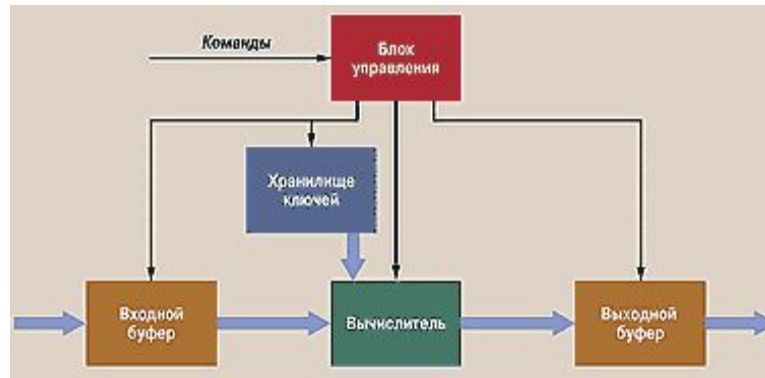 Команды
Блок
управления
Хранилище
ключей
Входной
буфер
Вычислитель
Выходной
буфер